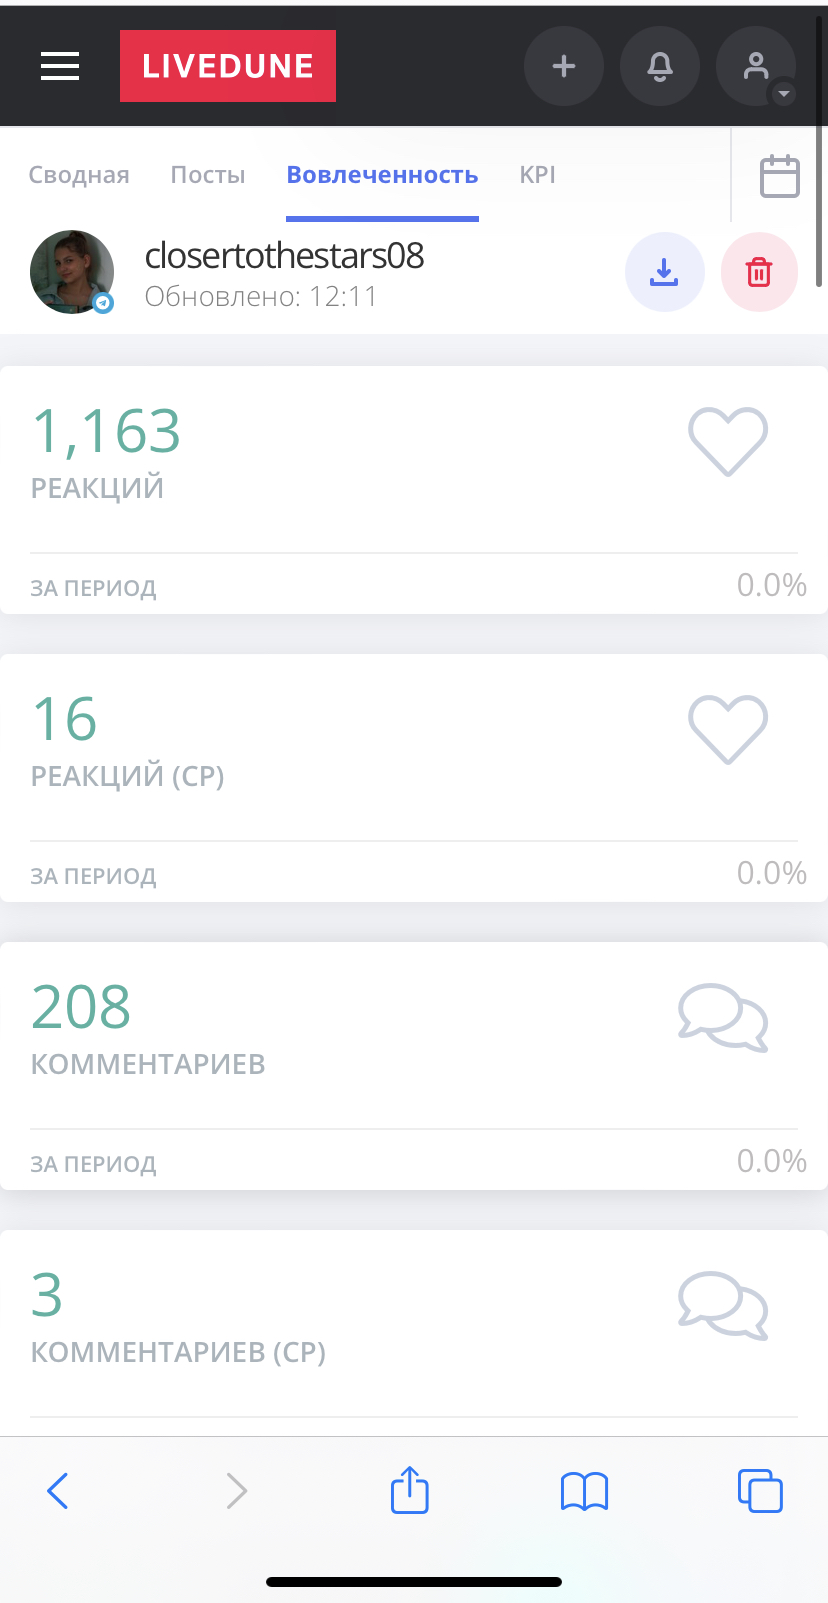 LIVEDUNE
Сводная Посты Вовлеченность KPI
closertothestars08
Обновлено: 12:11
1,163
РЕАКЦИЙ
ЗА ПЕРИОД 0.0%
16
РЕАКЦИЙ (СР)
ЗА ПЕРИОД 0.0%
208
КОММЕНТАРИЕВ
ЗА ПЕРИОД 0.0%
3
КОММЕНТАРИЕВ (СР)